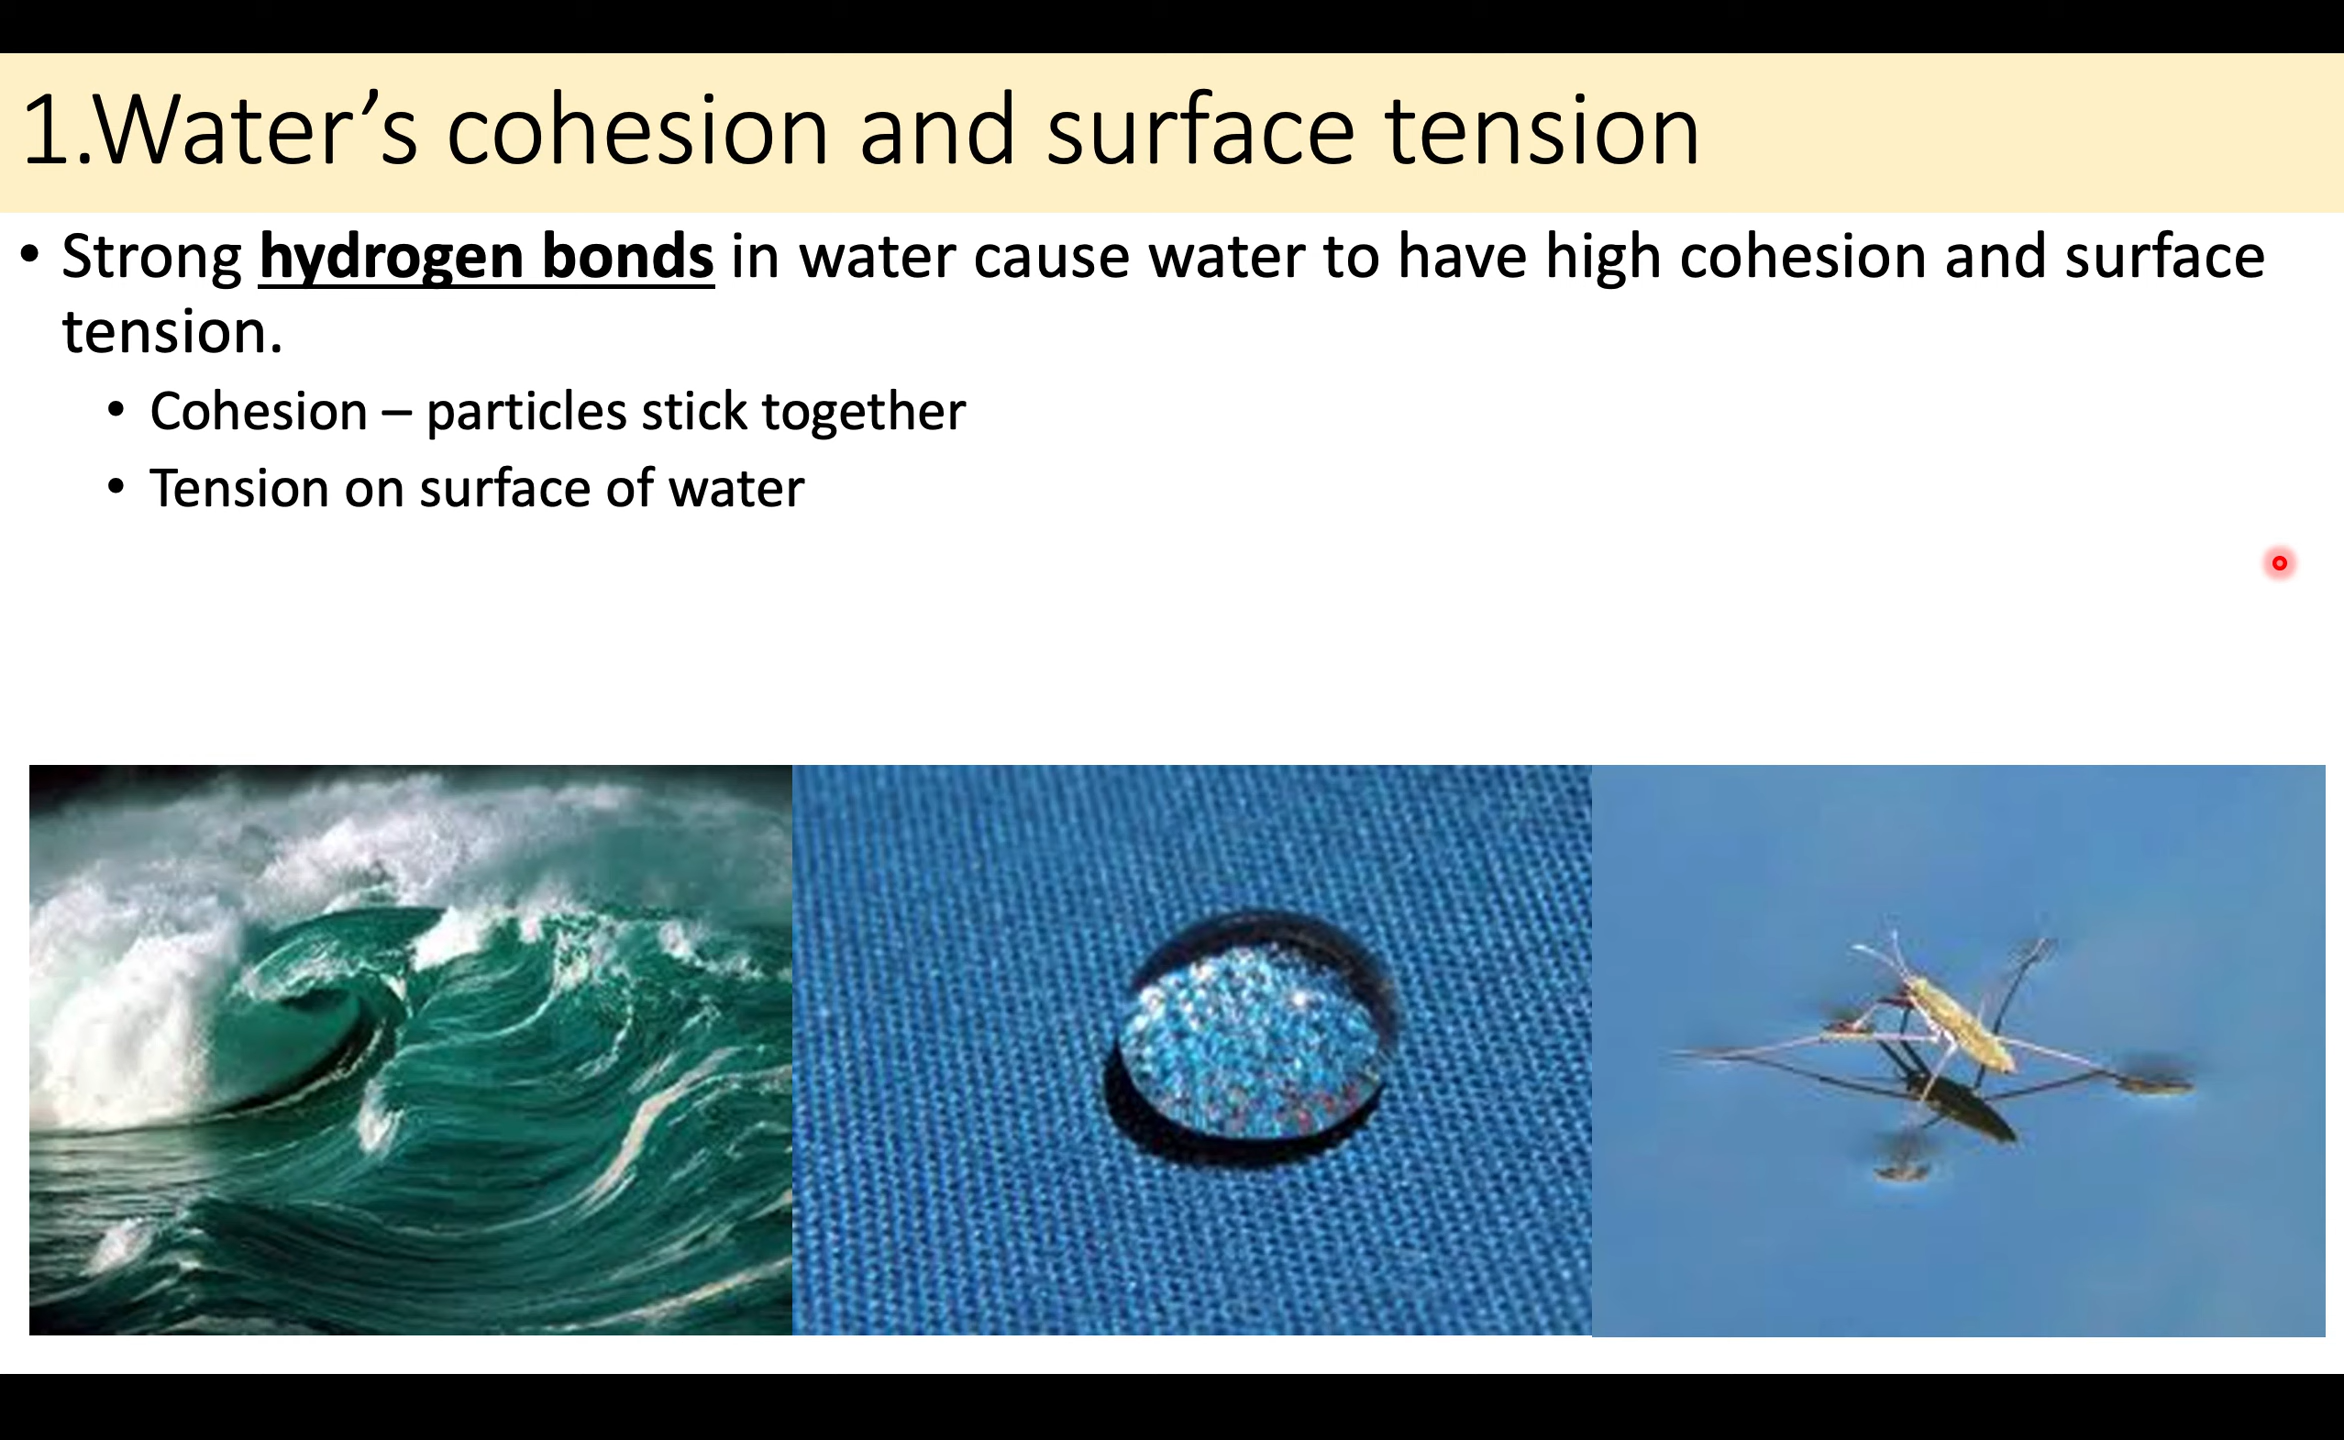 1.Water’s cohesion and surface tension
• Strong hydrogen bonds in water cause water to have high cohesion and surface
tension.
• Cohesion – particles stick together
• Tension on surface of water